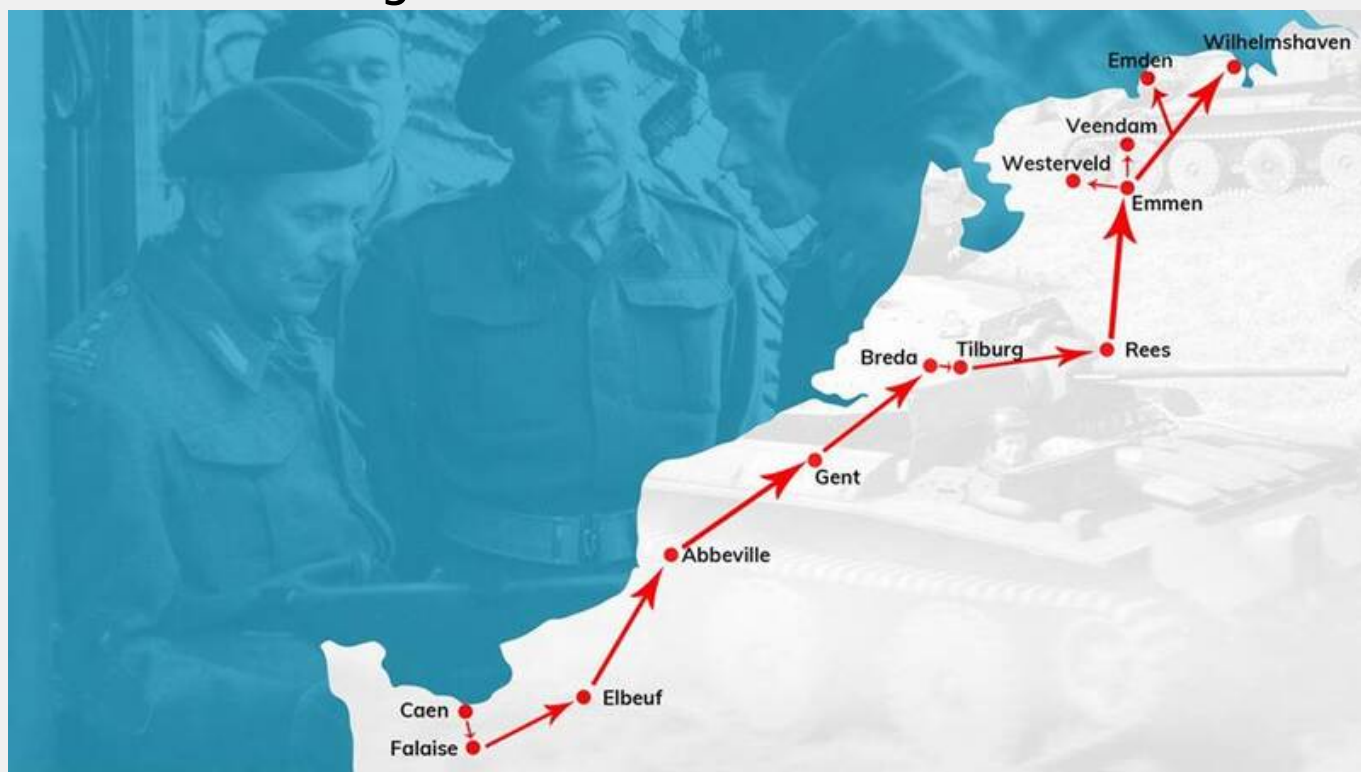 Wilhelmshaven
Emden
Veendam
Westerveld
Emmen
Breda
Tilburg
Rees
Gent
Abbeville
Elbeuf
Caen
Falaise